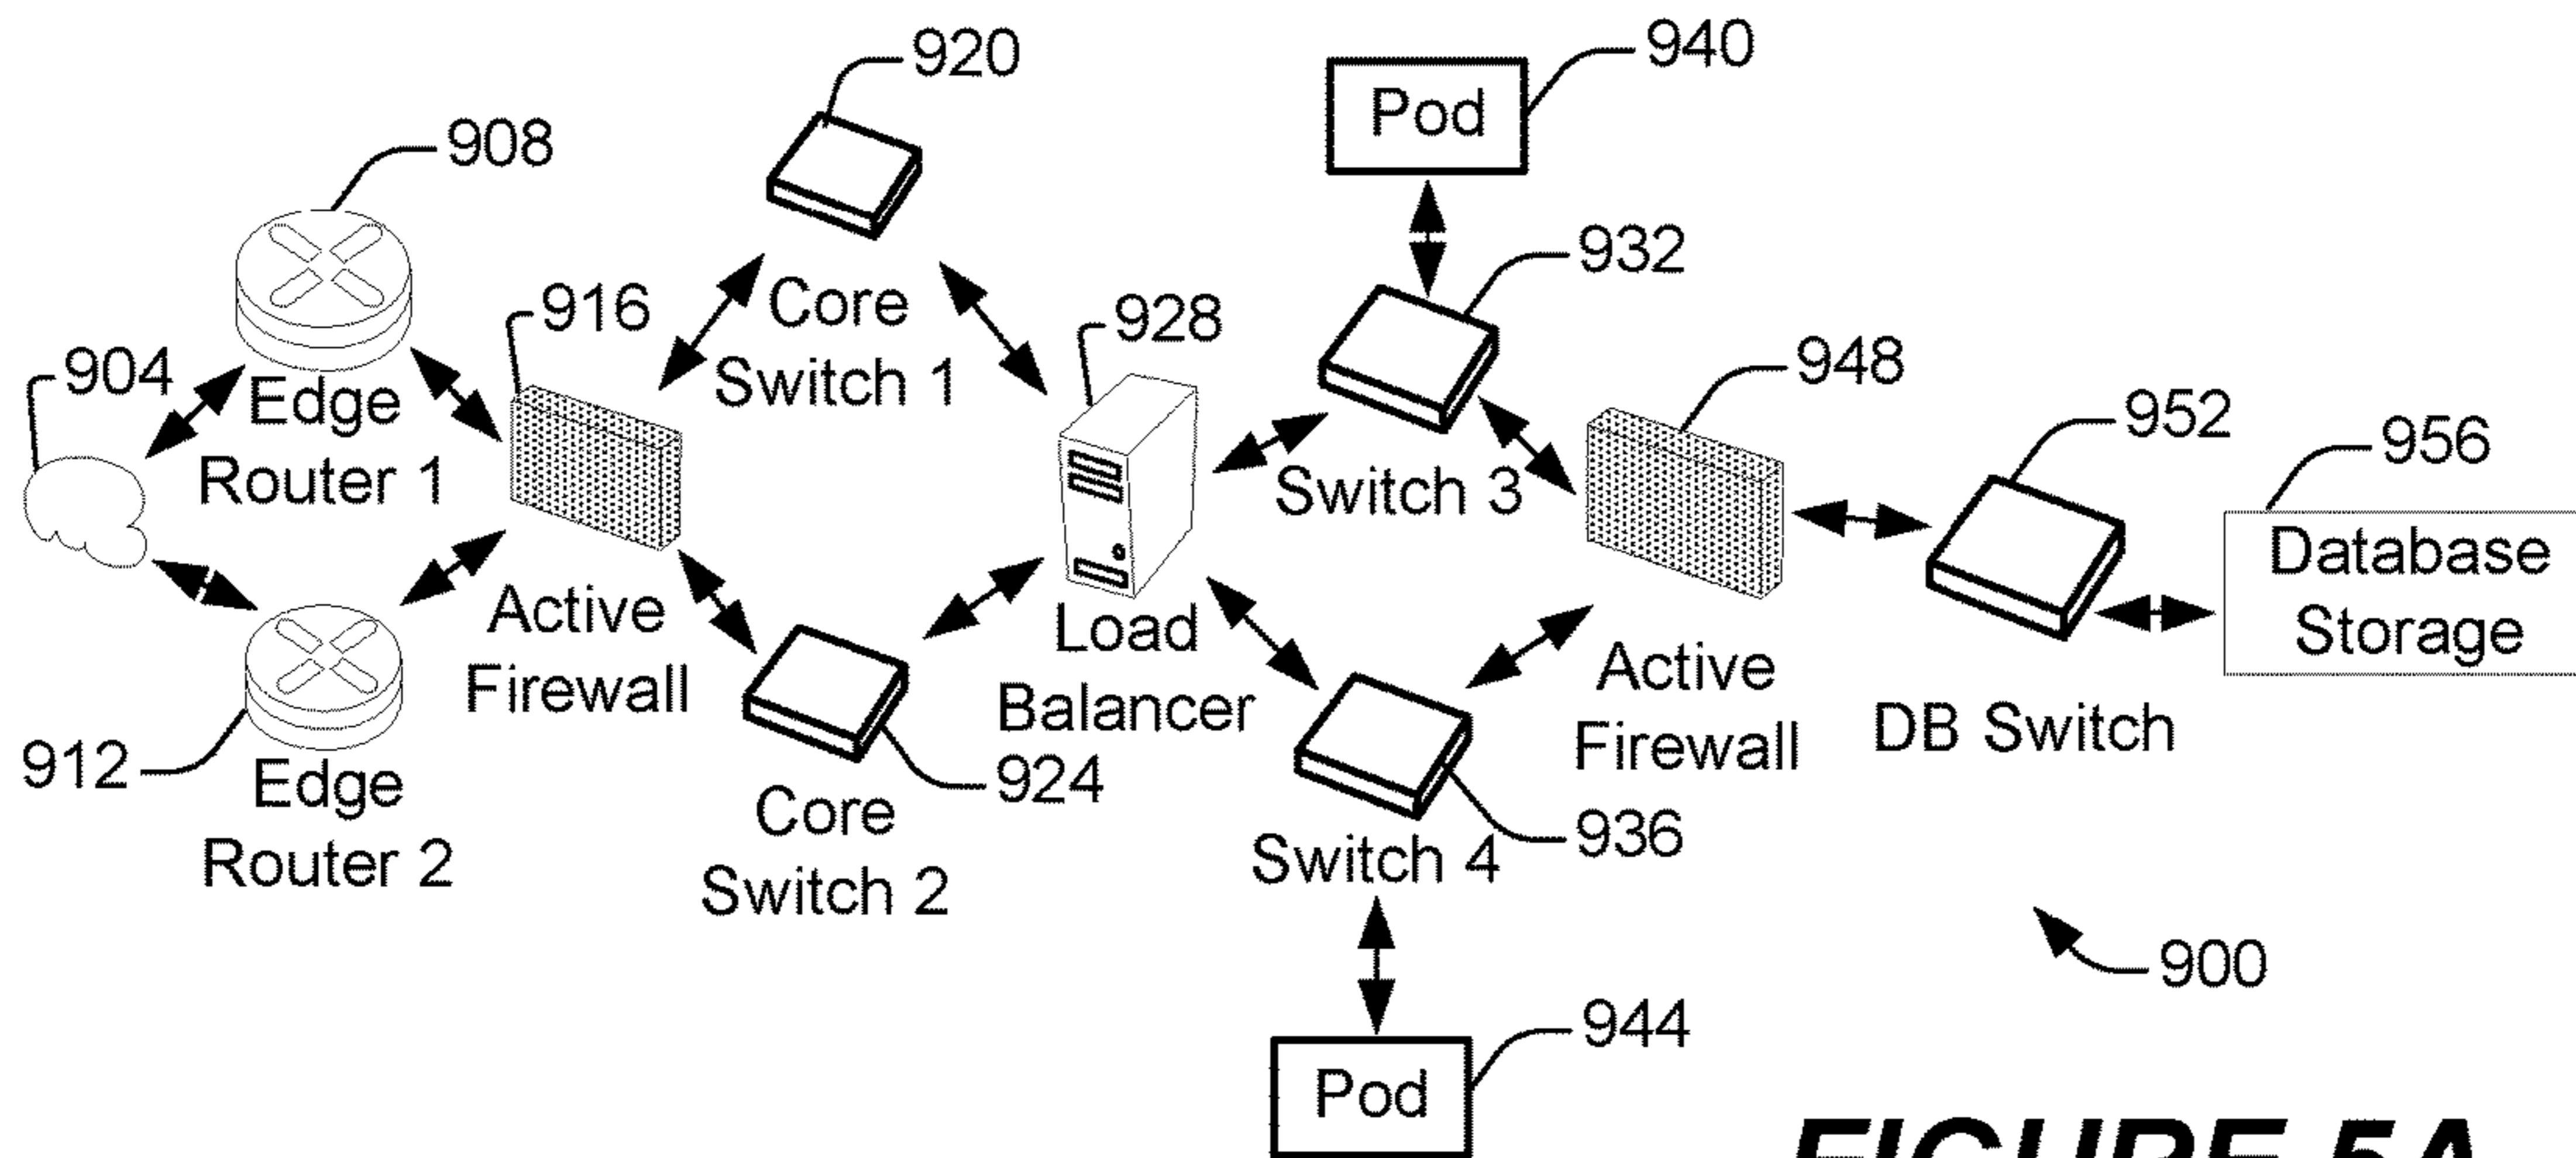 920
940
Pod
908
932
916
Core
Switch 1
928
948
904
Edge
Router 1
952
956
Switch 3
Database
Storage
Active
Firewall
Load
Balancer
Active
Firewall
DB Switch
912
Edge
Router 2
924
Core
Switch 2
936
Switch 4
900
944
Pod
FIGURE 5A